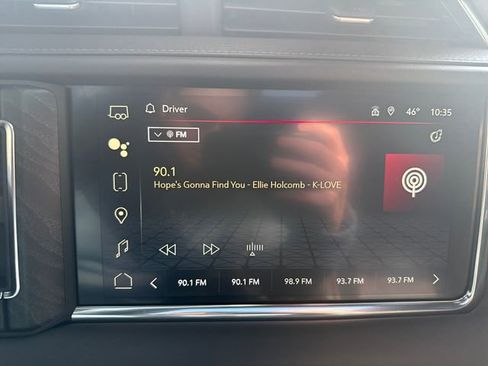 Driver
46° 10:35
FM
90.1
Hope's Gonna Find You - Ellie Holcomb - K-LOVE
90.1 FM 90.1 FM 98.9 FM 93.7 FM 93.7 FM